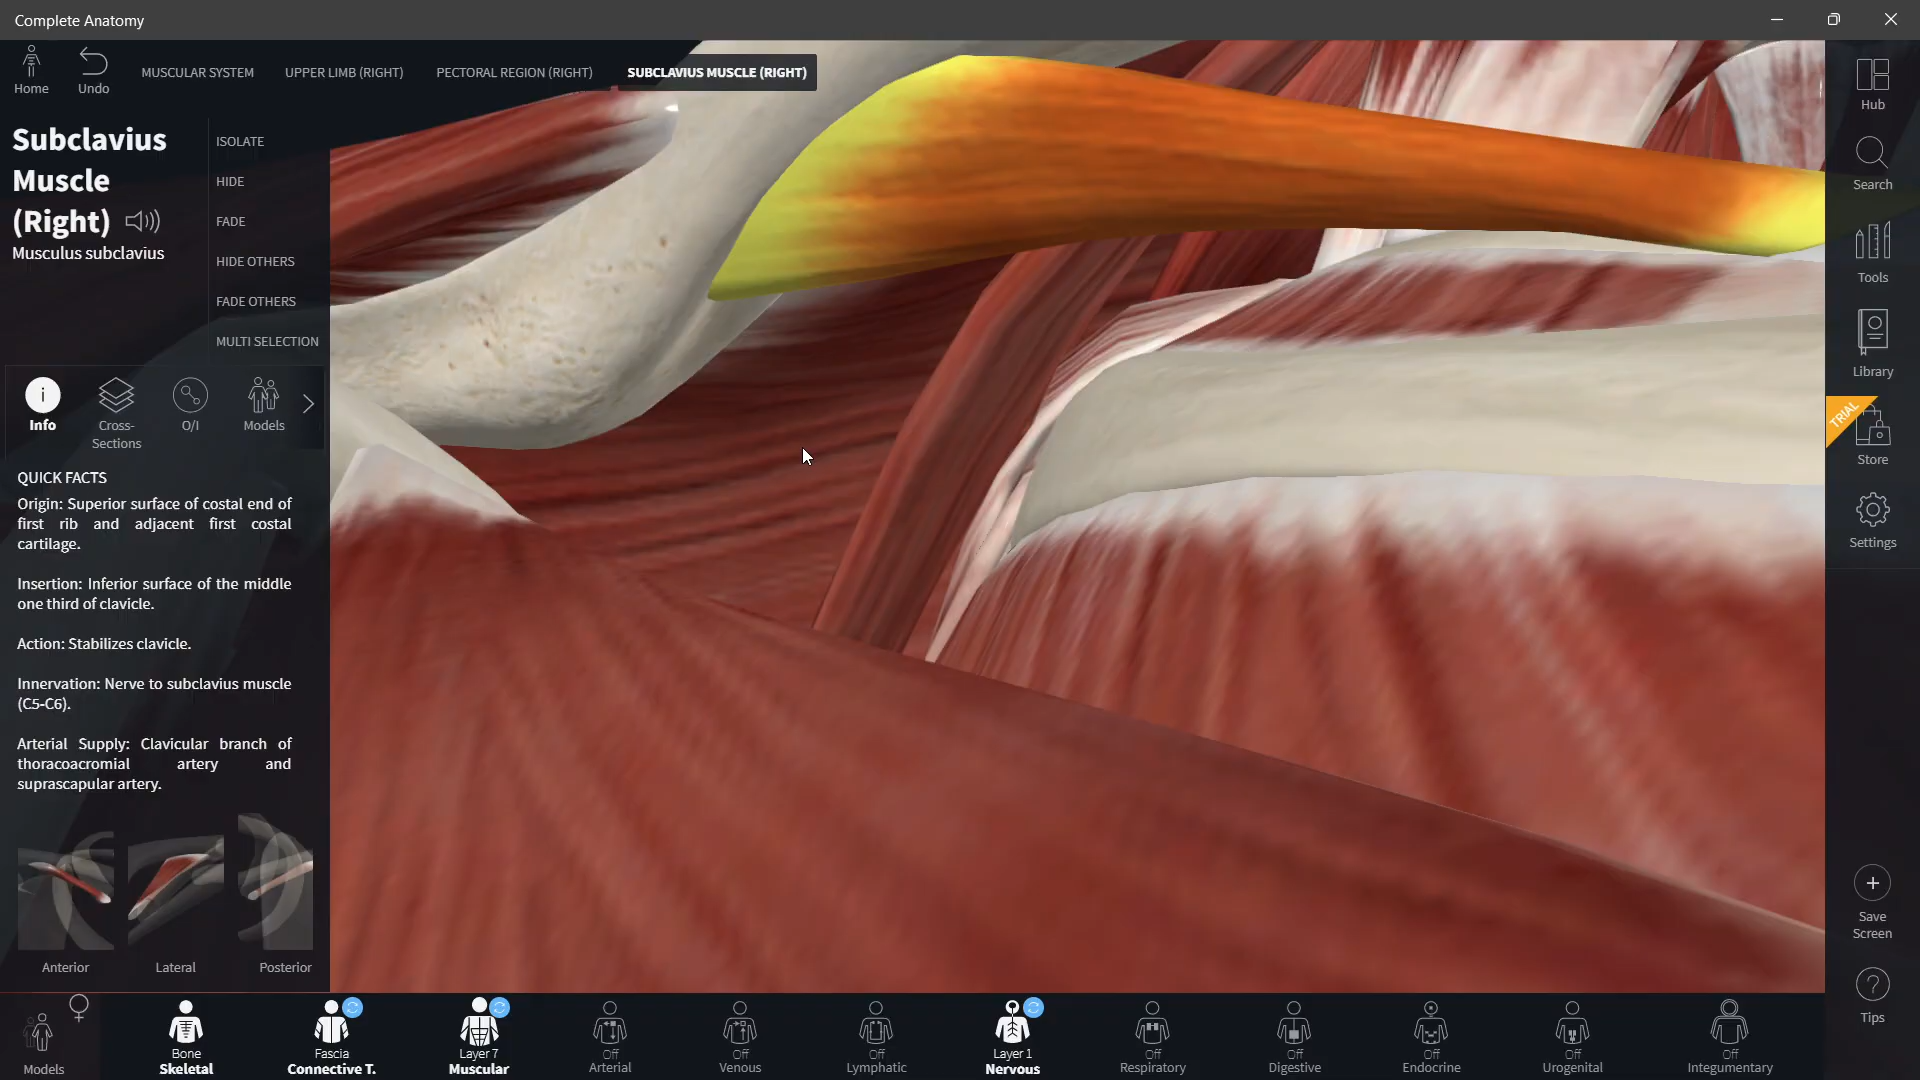 Complete Anatomy
Home
Undo
MUSCULAR SYSTEM
UPPER LIMB (RIGHT)
PECTORAL REGION (RIGHT)
SUBCLAVIUS MUSCLE (RIGHT)
Subclavius
Muscle
(Right)
Musculus subclavius
ISOLATE
HIDE
FADE
HIDE OTHERS
FADE OTHERS
MULTI SELECTION
Info
Cross-
Sections
O/I
Models
QUICK FACTS
Origin: Superior surface of costal end of
first rib and adjacent first costal
cartilage.
Insertion: Inferior surface of the middle
one third of clavicle.
Action: Stabilizes clavicle.
Innervation: Nerve to subclavius muscle
(C5-C6).
Arterial Supply: Clavicular branch of
thoracoacromial artery and
suprascapular artery.
Anterior
Lateral
Posterior
Hub
Search
Tools
Library
TRIAL
Store
Settings
Save
Screen
Tips
Models
Bone
Skeletal
Fascia
Connective T.
Layer 7
Muscular
Off
Arterial
Off
Venous
Off
Lymphatic
Layer 1
Nervous
Off
Respiratory
Off
Digestive
Off
Endocrine
Off
Urogenital
Off
Integumentary